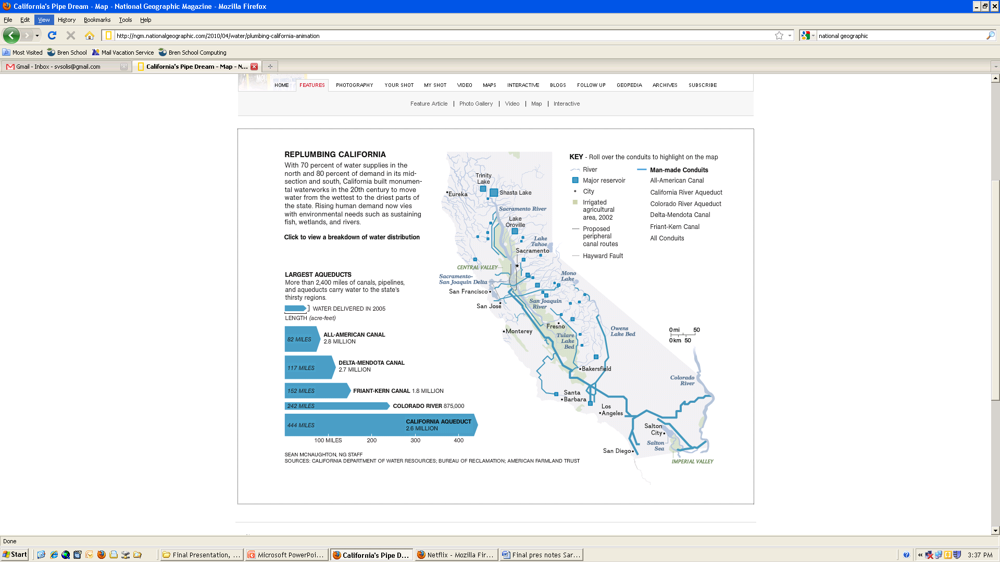 California's Pipe Dream - Map - National Geographic Magazine - Mozilla Firefox
File Edit View History Bookmarks Tools Help
http://ngm.nationalgeographic.com/2010/04/water/plumbing-california-animation
national geographic
Most Visited Bren School Mail Vacation Service Bren School Computing
Gmail - Inbox - svsolis@gmail.com
California's Pipe Dream - Map - N...
HOME FEATURES PHOTOGRAPHY YOUR SHOT MY SHOT VIDEO MAPS INTERACTIVE BLOGS FOLLOW UP GEOPEDIA ARCHIVES SUBSCRIBE
Feature Article | Photo Gallery | Video | Map | Interactive
REPLUMBING CALIFORNIA
With 70 percent of water supplies in the
north and 80 percent of demand in its mid-
section and south, California built monumen-
tal waterworks in the 20th century to move
water from the wettest to the driest parts of
the state. Rising human demand now vies
with environmental needs such as sustaining
fish, wetlands, and rivers.
Click to view a breakdown of water distribution
LARGEST AQUEDUCTS
More than 2,400 miles of canals, pipelines,
and aqueducts carry water to the state's
thirsty regions.
WATER DELIVERED IN 2005
LENGTH (acre-feet)
82 MILES
ALL-AMERICAN CANAL
2.8 MILLION
117 MILES
DELTA-MENDOTA CANAL
2.7 MILLION
152 MILES
FRIANT-KERN CANAL 1.8 MILLION
242 MILES
COLORADO RIVER 875,000
444 MILES
CALIFORNIA AQUEDUCT
2.6 MILLION
100 MILES 200 300 400
SEAN MCNAUGHTON, NG STAFF
SOURCES: CALIFORNIA DEPARTMENT OF WATER RESOURCES; BUREAU OF RECLAMATION; AMERICAN FARMLAND TRUST
Trinity
Lake
Eureka
Shasta Lake
Sacramento River
Lake
Oroville
Lake
Tahoe
Sacramento
CENTRAL VALLEY
Sacramento-
San Joaquin Delta
Mono
Lake
San Francisco
San Jose
San Joaquin
River
Fresno
Monterey
Tulare
Lake
Bed
Owens
Lake Bed
Bakersfield
Santa
Barbara
Los
Angeles
Colorado
River
Salton
City
Salton
Sea
San Diego
IMPERIAL VALLEY
0 mi 50
0 km 50
KEY - Roll over the conduits to highlight on the map
River
Major reservoir
City
Irrigated
agricultural
area, 2002
Proposed
peripheral
canal routes
Hayward Fault
Man-made Conduits
All-American Canal
California River Aqueduct
Colorado River Aqueduct
Delta-Mendota Canal
Friant-Kern Canal
All Conduits
Done
Start
Final Presentation, ...
Microsoft PowerPoi...
California's Pipe D...
Netflix - Mozilla Fir...
Final pres notes Sar...
3:37 PM